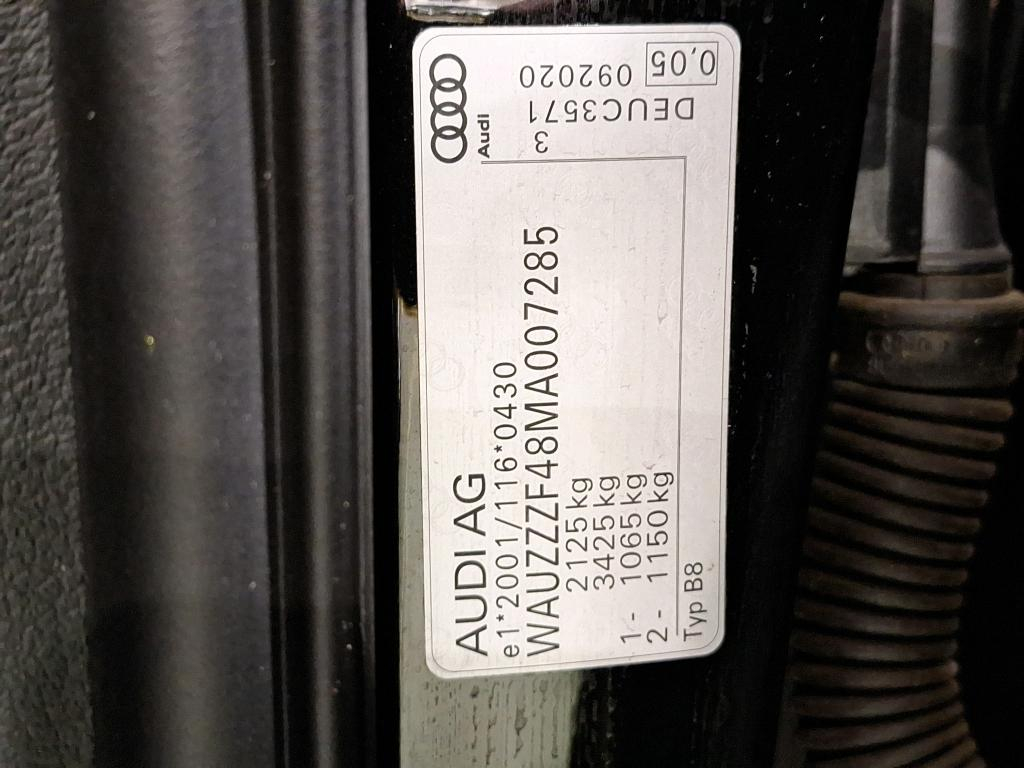 AUDI AG
e1*2001/116*0430
WAUZZZF48MA007285
2125 kg
3425 kg
1 - 1065 kg
2 - 1150 kg
Typ B8
Audi
3
DEUC3571
092020
0,05